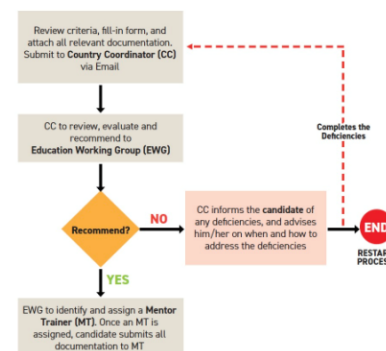 Review criteria, fill-in form, and
attach all relevant documentation.
Submit to Country Coordinator (CC)
via Email
Completes the
Deficiencies
CC to review, evaluate and
recommend to
Education Working Group (EWG)
Recommend?
NO
CC informs the candidate of
any deficiencies, and advises
him/her on when and how to
address the deficiencies
END
RESTAR
PROCES
YES
EWG to identify and assign a Mentor
Trainer (MT). Once an MT is
assigned, candidate submits all
documentation to MT